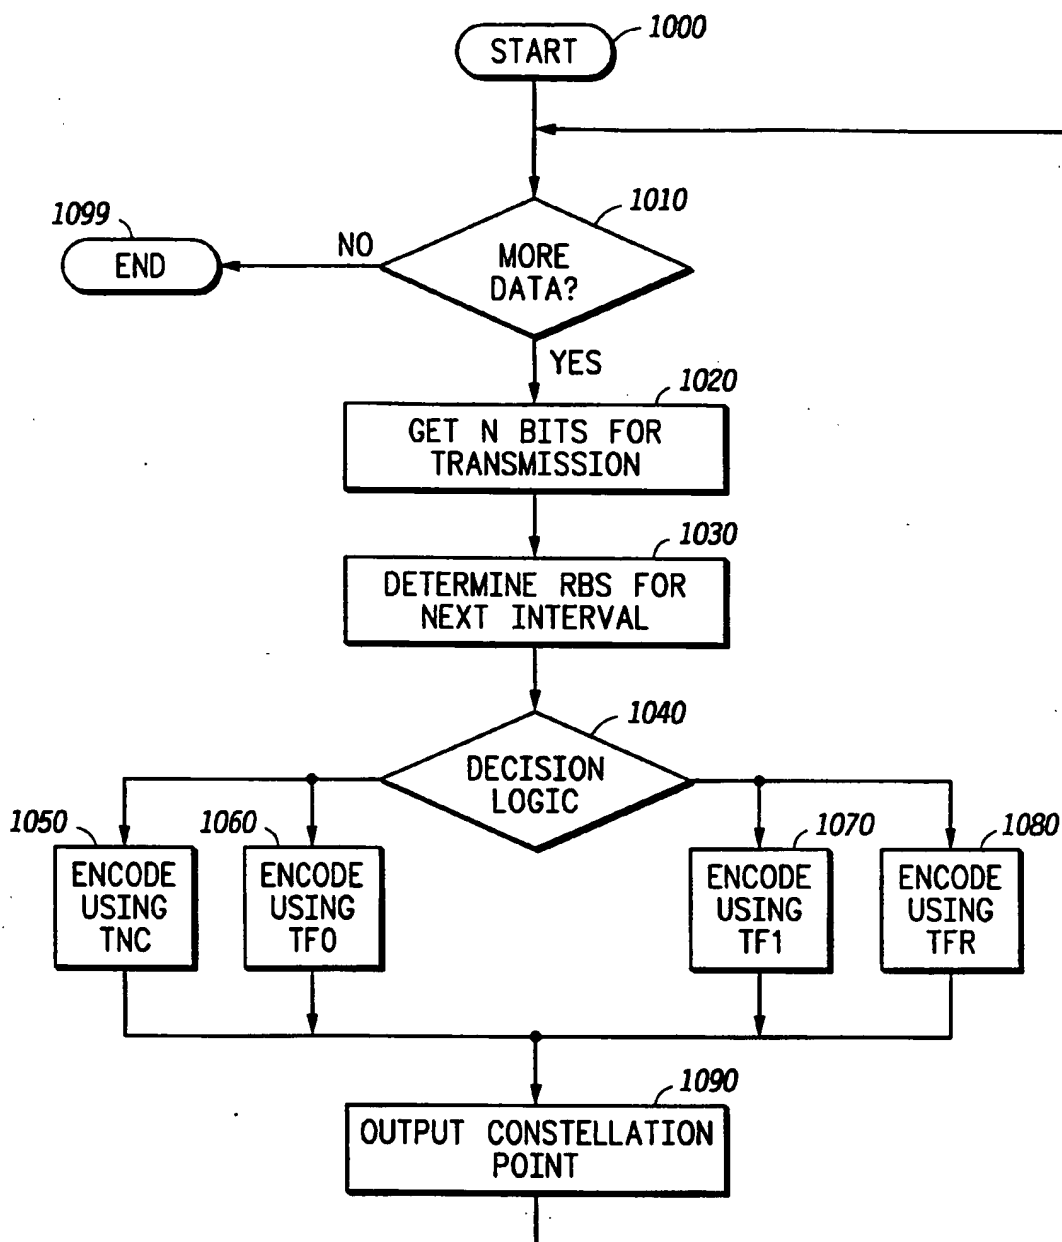 1000
START
1010
1099
NO
END
MORE
DATA?
YES
1020
GET N BITS FOR
TRANSMISSION
1030
DETERMINE RBS FOR
NEXT INTERVAL
1040
DECISION
LOGIC
1050
ENCODE
USING
TNC
1060
ENCODE
USING
TF0
1070
ENCODE
USING
TF1
1080
ENCODE
USING
TFR
1090
OUTPUT CONSTELLATION
POINT